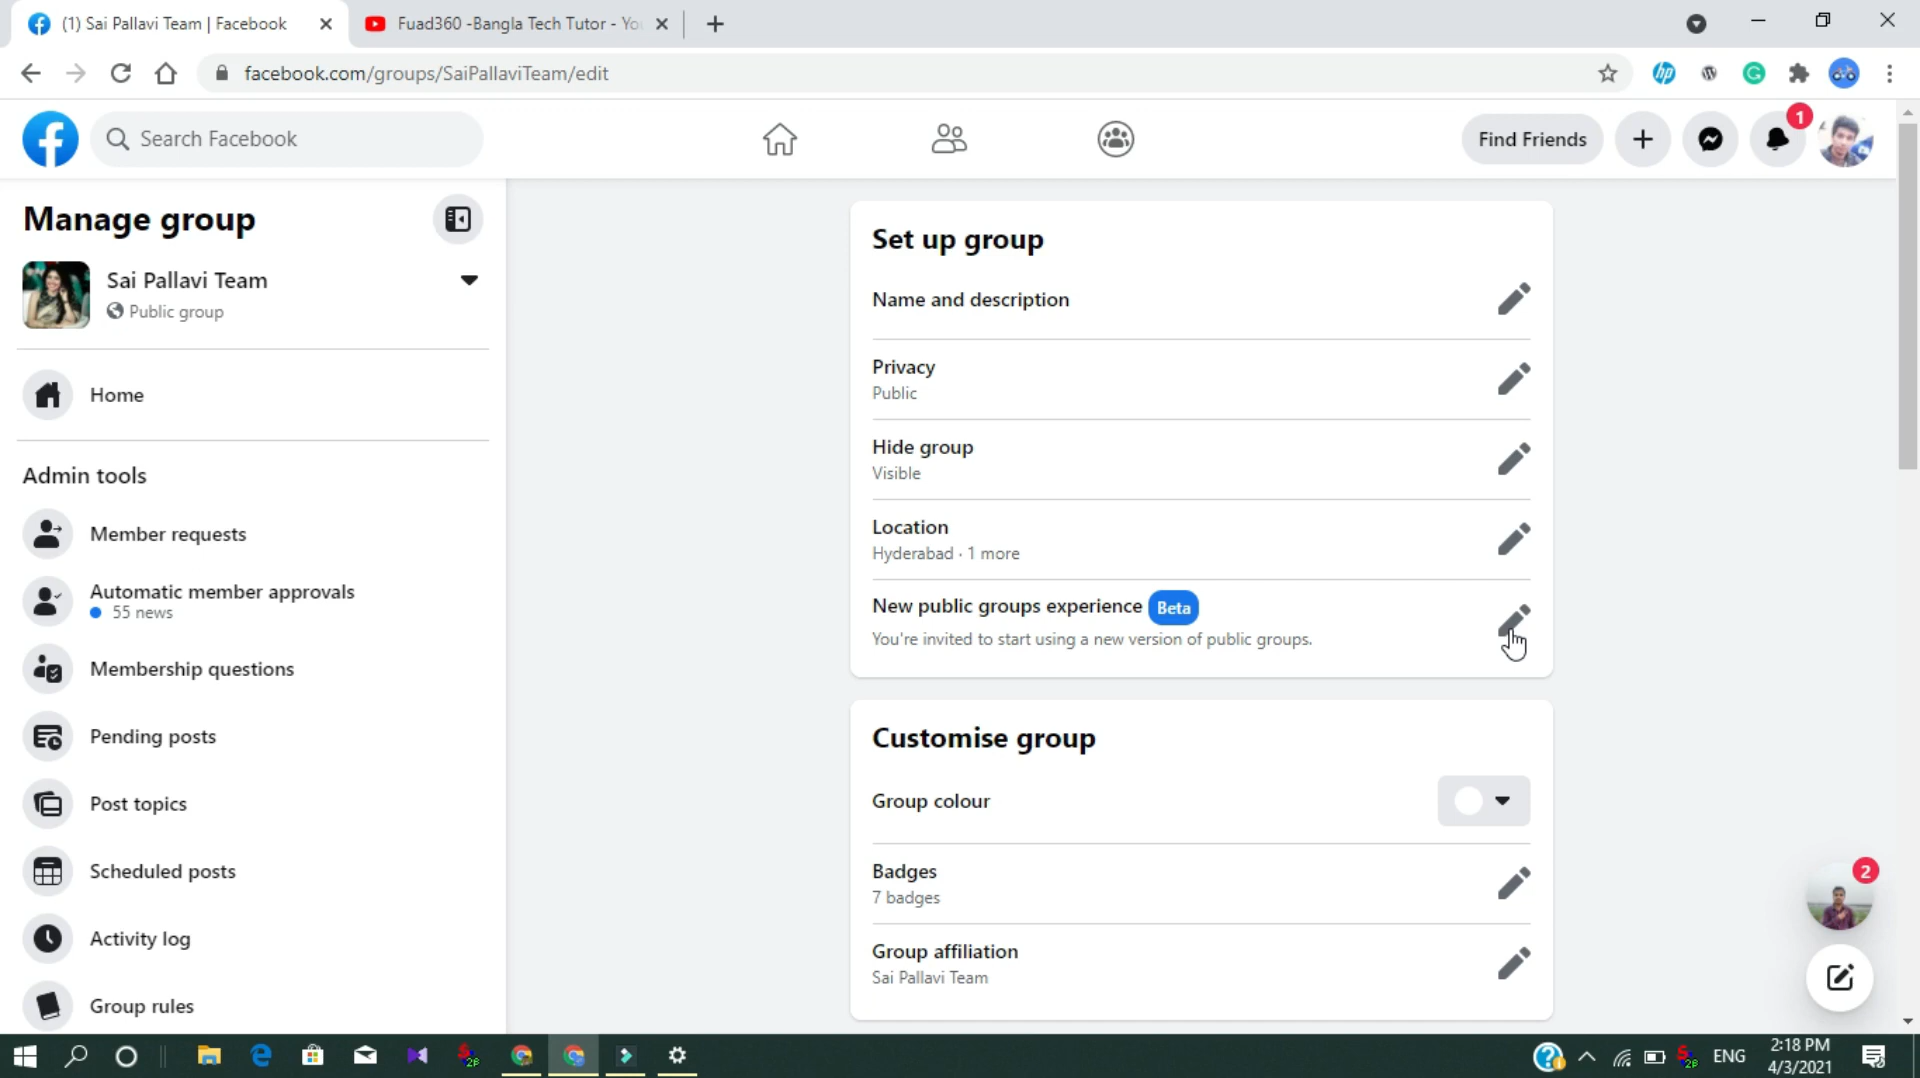 (1) Sai Pallavi Team | Facebook
Fuad360 -Bangla Tech Tutor - You
facebook.com/groups/SaiPallaviTeam/edit
Search Facebook
Find Friends
1
Manage group
Sai Pallavi Team
Public group
Home
Admin tools
Member requests
Automatic member approvals
55 news
Membership questions
Pending posts
Post topics
Scheduled posts
Activity log
Group rules
Set up group
Name and description
Privacy
Public
Hide group
Visible
Location
Hyderabad · 1 more
New public groups experience Beta
You're invited to start using a new version of public groups.
Customise group
Group colour
Badges
7 badges
Group affiliation
Sai Pallavi Team
2
ENG
2:18 PM
4/3/2021